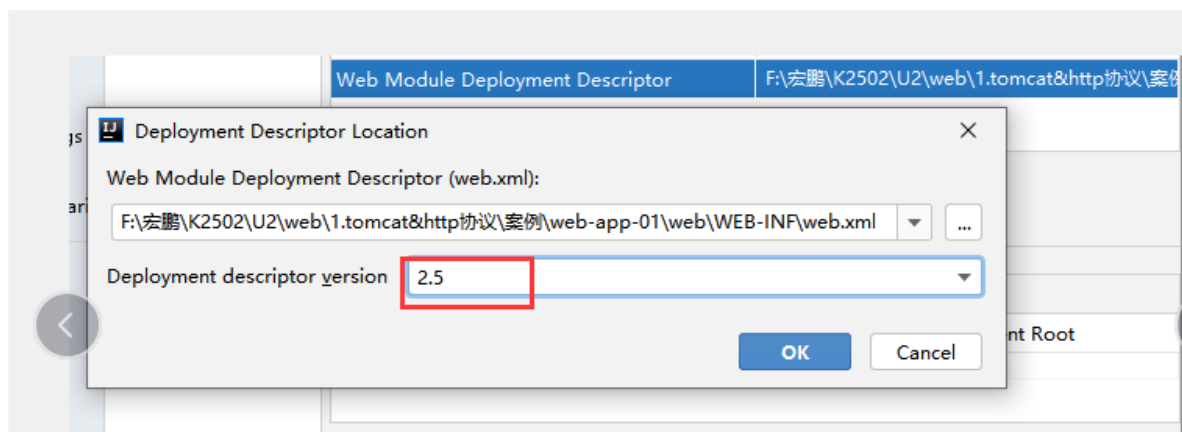 Web Module Deployment Descriptor
F:\宏鹏\K2502\U2\web\1.tomcat&http协议\案例
gs
Deployment Descriptor Location
Web Module Deployment Descriptor (web.xml):
ari
F:\宏鹏\K2502\U2\web\1.tomcat&http协议\案例\web-app-01\web\WEB-INF\web.xml
...
Deployment descriptor version
2.5
nt Root
OK
Cancel